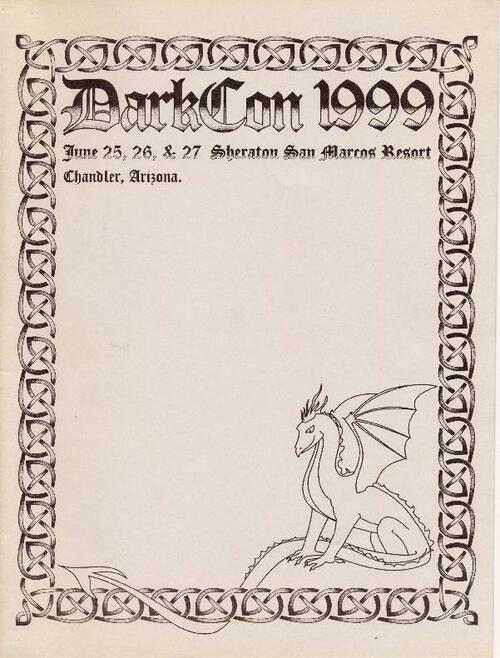 DarkCon 1999
June 25, 26, & 27 Sheraton San Marcos Resort
Chandler, Arizona.